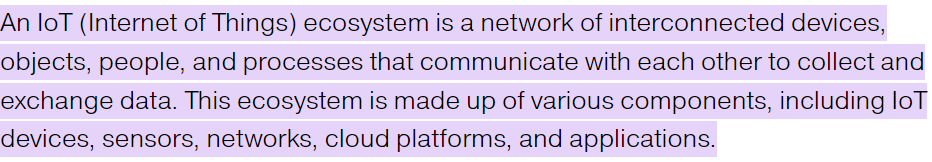 An IoT (Internet of Things) ecosystem is a network of interconnected devices,
objects, people, and processes that communicate with each other to collect and
exchange data. This ecosystem is made up of various components, including IoT
devices, sensors, networks, cloud platforms, and applications.